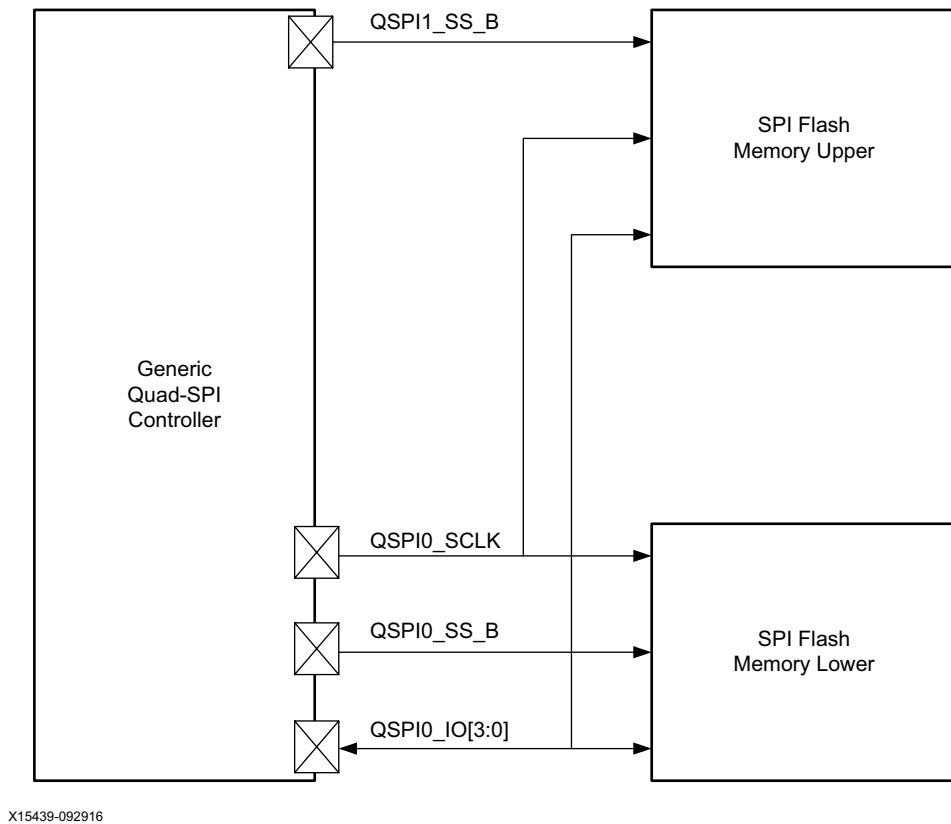 QSPI1_SS_B
SPI Flash
Memory Upper
Generic
Quad-SPI
Controller
QSPI0_SCLK
QSPI0_SS_B
SPI Flash
Memory Lower
QSPI0_IO[3:0]
X15439-092916